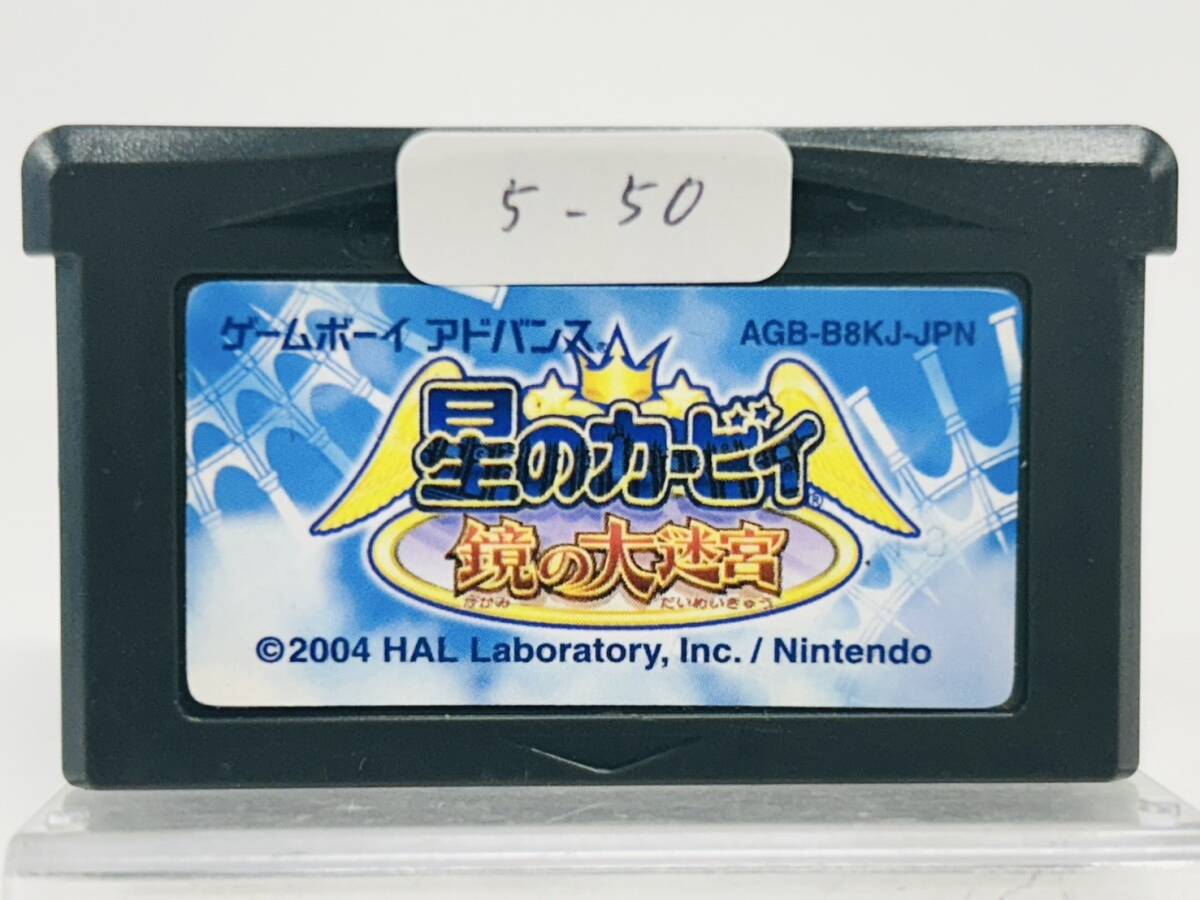 5-50
ゲームボーイ アドバンス®
AGB-B8KJ-JPN
星のカービィ®
鏡の大迷宮
かがみ だいめいきゅう
©2004 HAL Laboratory, Inc. / Nintendo